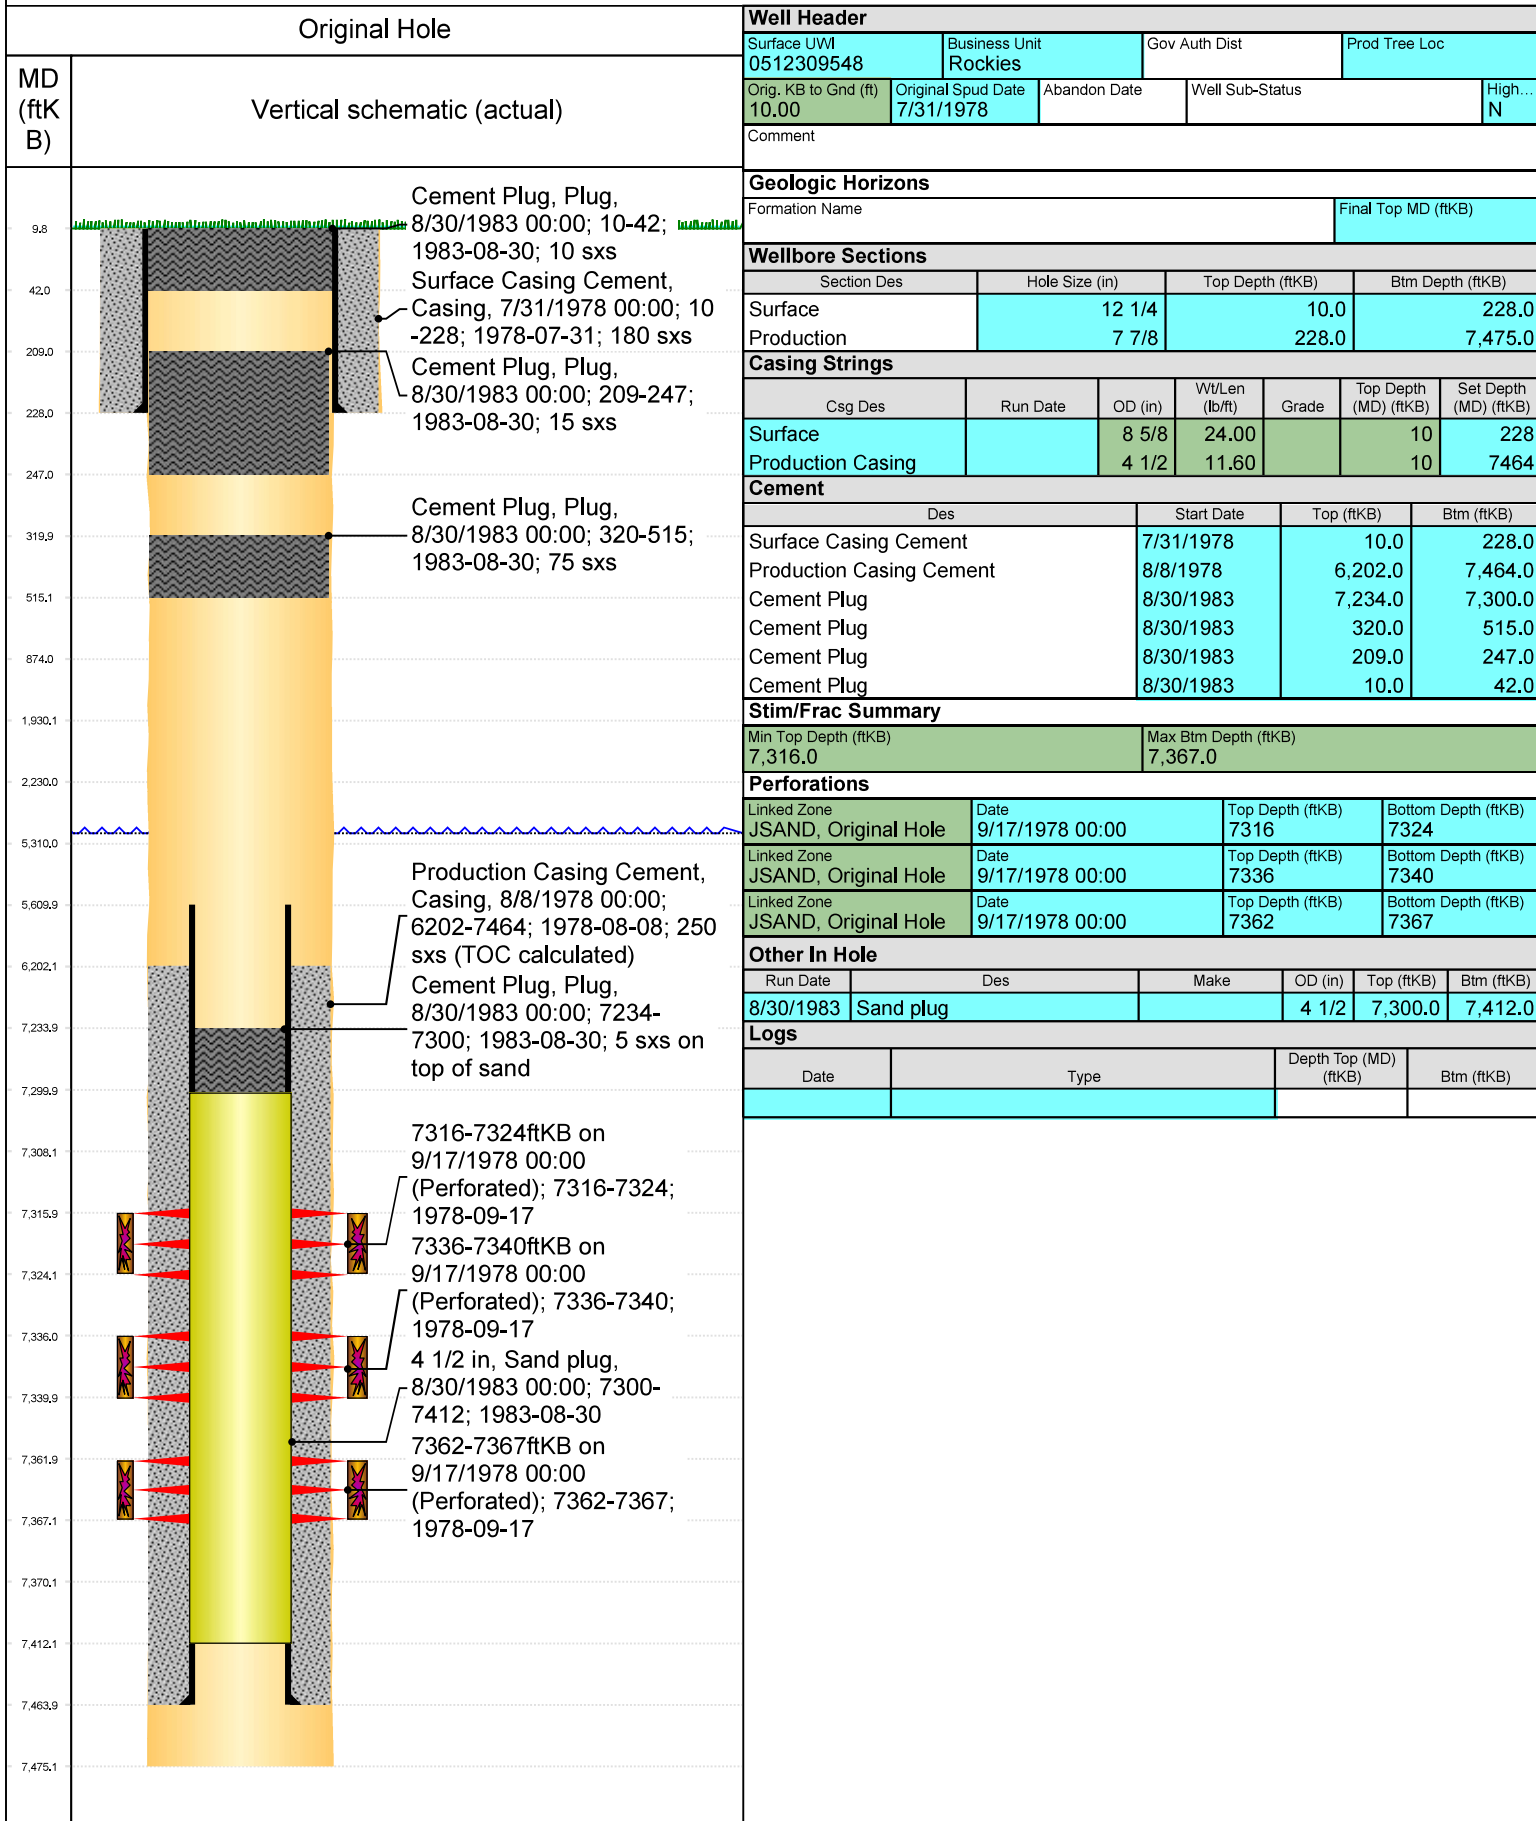 Original Hole
MD
(ftK
B)
Vertical schematic (actual)
9.8
42.0
209.0
228.0
247.0
319.9
515.1
874.0
1,930.1
2,230.0
5,310.0
5,609.9
6,202.1
7,233.9
7,299.9
7,308.1
7,315.9
7,324.1
7,336.0
7,339.9
7,361.9
7,367.1
7,370.1
7,412.1
7,463.9
7,475.1
Cement Plug, Plug,
8/30/1983 00:00; 10-42;
1983-08-30; 10 sxs
Surface Casing Cement,
Casing, 7/31/1978 00:00; 10
-228; 1978-07-31; 180 sxs
Cement Plug, Plug,
8/30/1983 00:00; 209-247;
1983-08-30; 15 sxs
Cement Plug, Plug,
8/30/1983 00:00; 320-515;
1983-08-30; 75 sxs
Production Casing Cement,
Casing, 8/8/1978 00:00;
6202-7464; 1978-08-08; 250
sxs (TOC calculated)
Cement Plug, Plug,
8/30/1983 00:00; 7234-
7300; 1983-08-30; 5 sxs on
top of sand
7316-7324ftKB on
9/17/1978 00:00
(Perforated); 7316-7324;
1978-09-17
7336-7340ftKB on
9/17/1978 00:00
(Perforated); 7336-7340;
1978-09-17
4 1/2 in, Sand plug,
8/30/1983 00:00; 7300-
7412; 1983-08-30
7362-7367ftKB on
9/17/1978 00:00
(Perforated); 7362-7367;
1978-09-17
Well Header
Surface UWI Business Unit Gov Auth Dist Prod Tree Loc
0512309548 Rockies
Orig. KB to Gnd (ft) Original Spud Date Abandon Date Well Sub-Status High...
10.00 7/31/1978 N
Comment
Geologic Horizons
Formation Name Final Top MD (ftKB)
Wellbore Sections
Section Des Hole Size (in) Top Depth (ftKB) Btm Depth (ftKB)
Surface 12 1/4 10.0 228.0
Production 7 7/8 228.0 7,475.0
Casing Strings
Csg Des Run Date OD (in) Wt/Len (lb/ft) Grade Top Depth (MD) (ftKB) Set Depth (MD) (ftKB)
Surface 8 5/8 24.00 10 228
Production Casing 4 1/2 11.60 10 7464
Cement
Des Start Date Top (ftKB) Btm (ftKB)
Surface Casing Cement 7/31/1978 10.0 228.0
Production Casing Cement 8/8/1978 6,202.0 7,464.0
Cement Plug 8/30/1983 7,234.0 7,300.0
Cement Plug 8/30/1983 320.0 515.0
Cement Plug 8/30/1983 209.0 247.0
Cement Plug 8/30/1983 10.0 42.0
Stim/Frac Summary
Min Top Depth (ftKB) Max Btm Depth (ftKB)
7,316.0 7,367.0
Perforations
Linked Zone Date Top Depth (ftKB) Bottom Depth (ftKB)
JSAND, Original Hole 9/17/1978 00:00 7316 7324
Linked Zone Date Top Depth (ftKB) Bottom Depth (ftKB)
JSAND, Original Hole 9/17/1978 00:00 7336 7340
Linked Zone Date Top Depth (ftKB) Bottom Depth (ftKB)
JSAND, Original Hole 9/17/1978 00:00 7362 7367
Other In Hole
Run Date Des Make OD (in) Top (ftKB) Btm (ftKB)
8/30/1983 Sand plug 4 1/2 7,300.0 7,412.0
Logs
Date Type Depth Top (MD) (ftKB) Btm (ftKB)